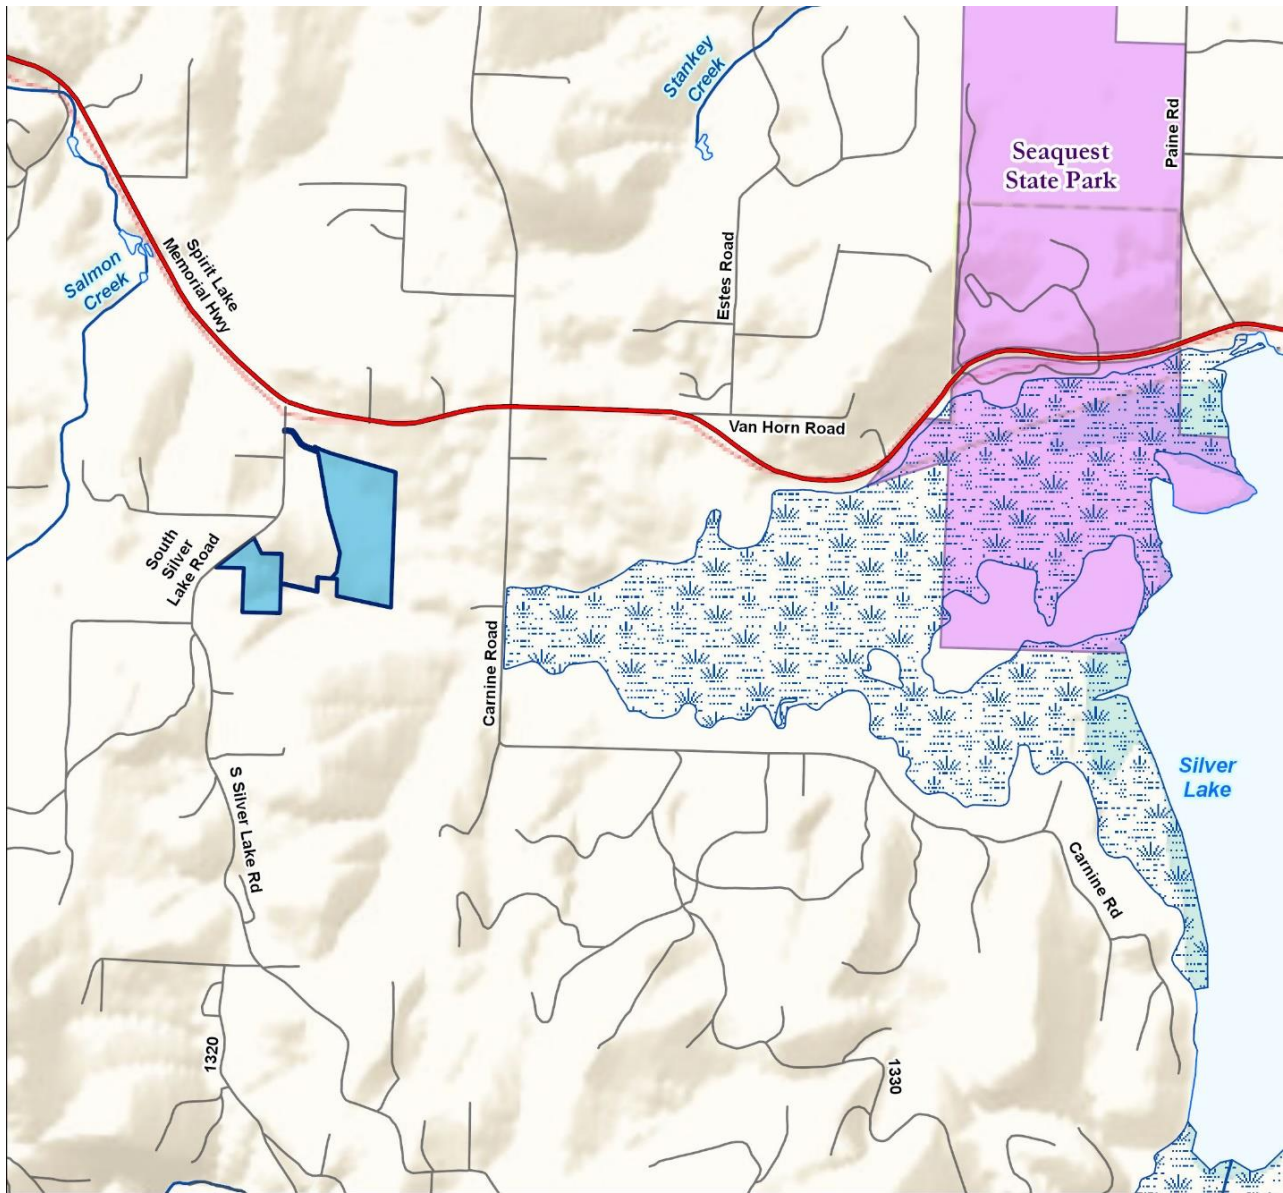 Stankey
Creek
Paine Rd
Seaquest
State Park
Spirit Lake
Memorial Hwy
Salmon
Creek
Estes Road
Van Horn Road
South
Silver
Lake Road
Carnine Road
Silver
Lake
S Silver Lake Rd
Carnine Rd
1320
1330